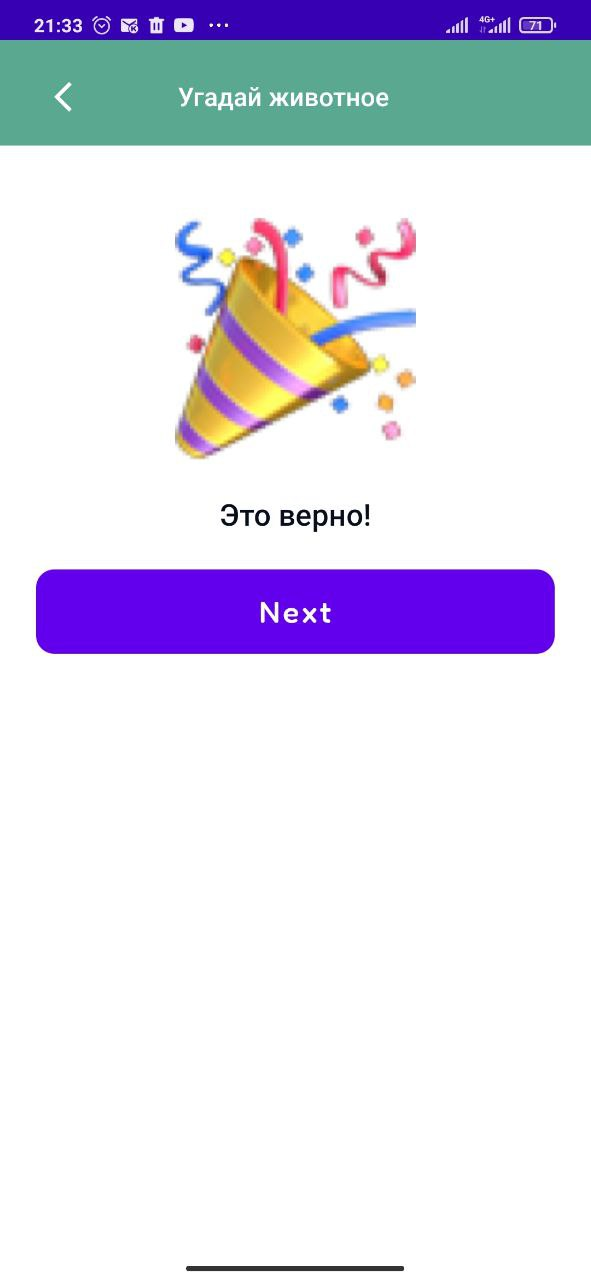 21:33
4G+
71
Угадай животное
Это верно!
Next